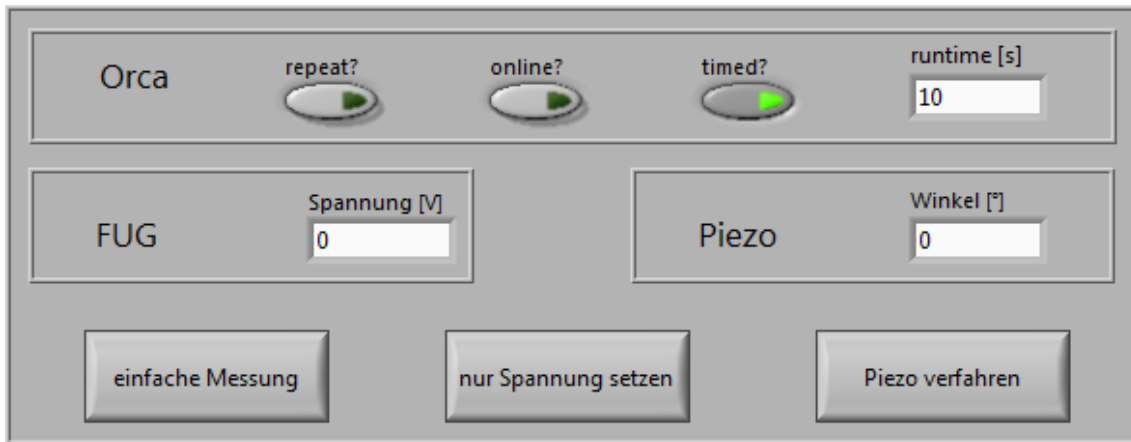 Orca
repeat?
online?
timed?
runtime [s]
10
FUG
Spannung [V]
0
Piezo
Winkel [°]
0
einfache Messung
nur Spannung setzen
Piezo verfahren